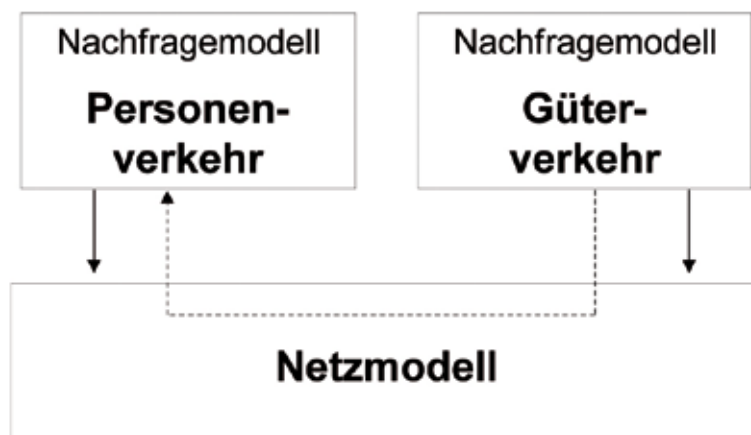 Nachfragemodell
Personen-
verkehr
Nachfragemodell
Güter-
verkehr
Netzmodell